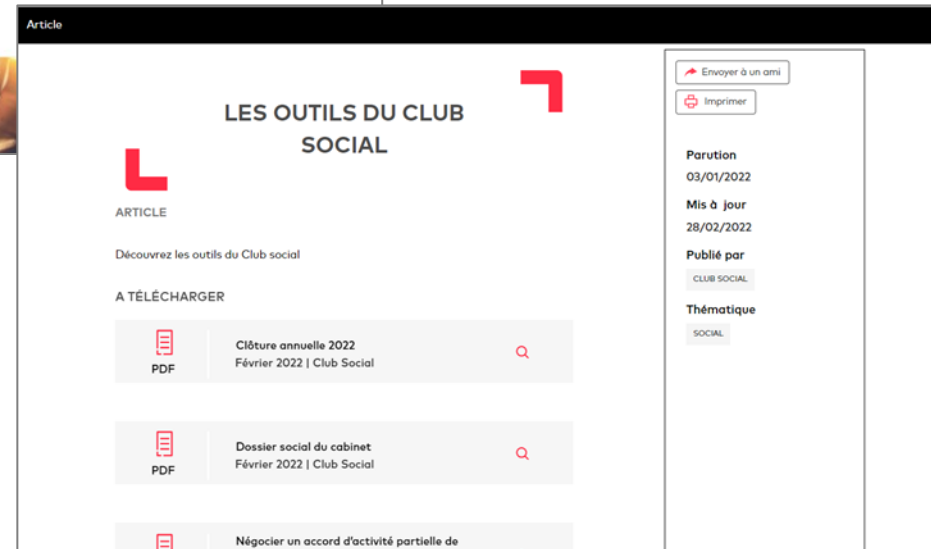 Article
LES OUTILS DU CLUB
SOCIAL
ARTICLE
Découvrez les outils du Club social
A TÉLÉCHARGER
PDF
Clôture annuelle 2022
Février 2022 | Club Social
PDF
Dossier social du cabinet
Février 2022 | Club Social
Négocier un accord d'activité partielle de
Envoyer à un ami
Imprimer
Parution
03/01/2022
Mis à jour
28/02/2022
Publié par
CLUB SOCIAL
Thématique
SOCIAL